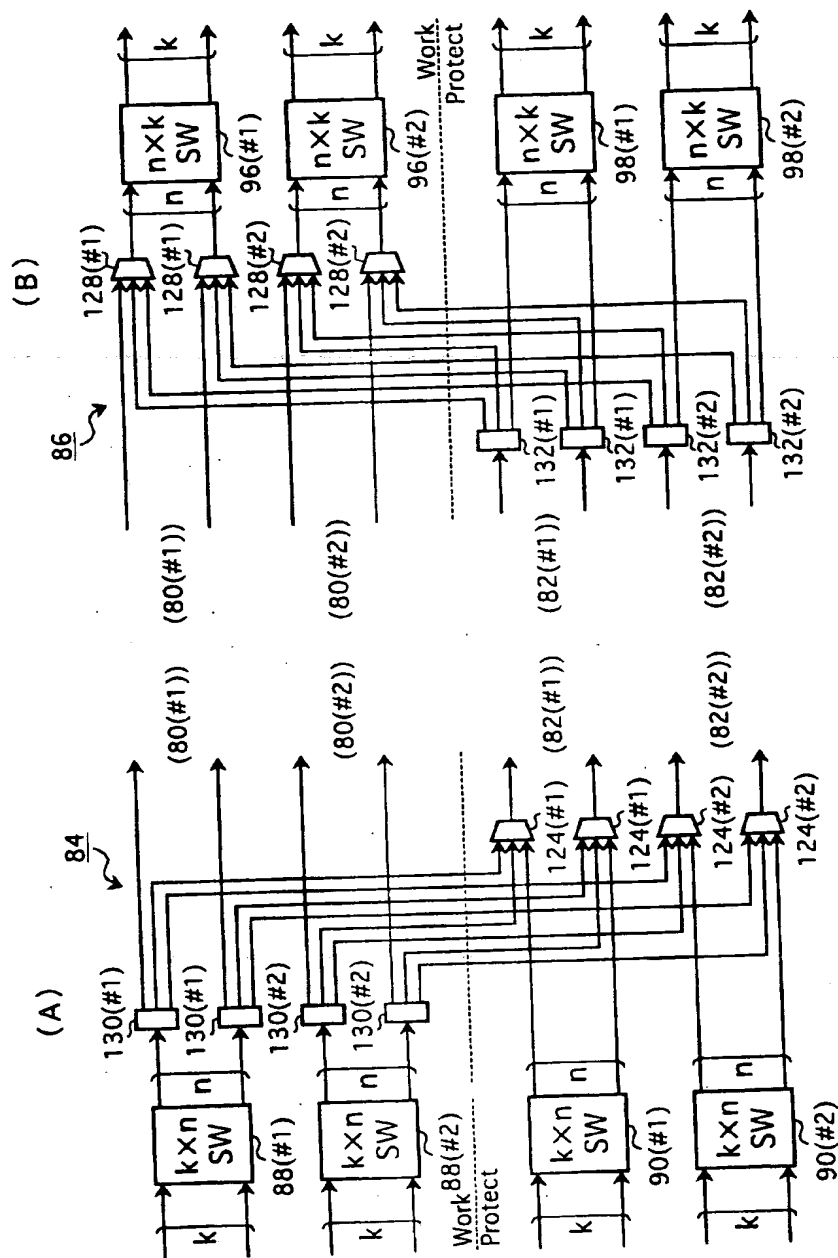 (A)
84
130(#1)
130(#1)
130(#2)
130(#2)
k
k×n
SW
n
88(#1)
(80(#1))
k
k×n
SW
n
88(#2)
(80(#2))
Work
Protect
124(#1)
124(#1)
124(#2)
124(#2)
k
k×n
SW
n
90(#1)
(82(#1))
k
k×n
SW
n
90(#2)
(82(#2))
(B)
86
128(#1)
128(#1)
128(#2)
128(#2)
(80(#1))
n
n×k
SW
k
96(#1)
(80(#2))
n
n×k
SW
k
96(#2)
Work
Protect
132(#1)
132(#1)
132(#2)
132(#2)
(82(#1))
n
n×k
SW
k
98(#1)
(82(#2))
n
n×k
SW
k
98(#2)